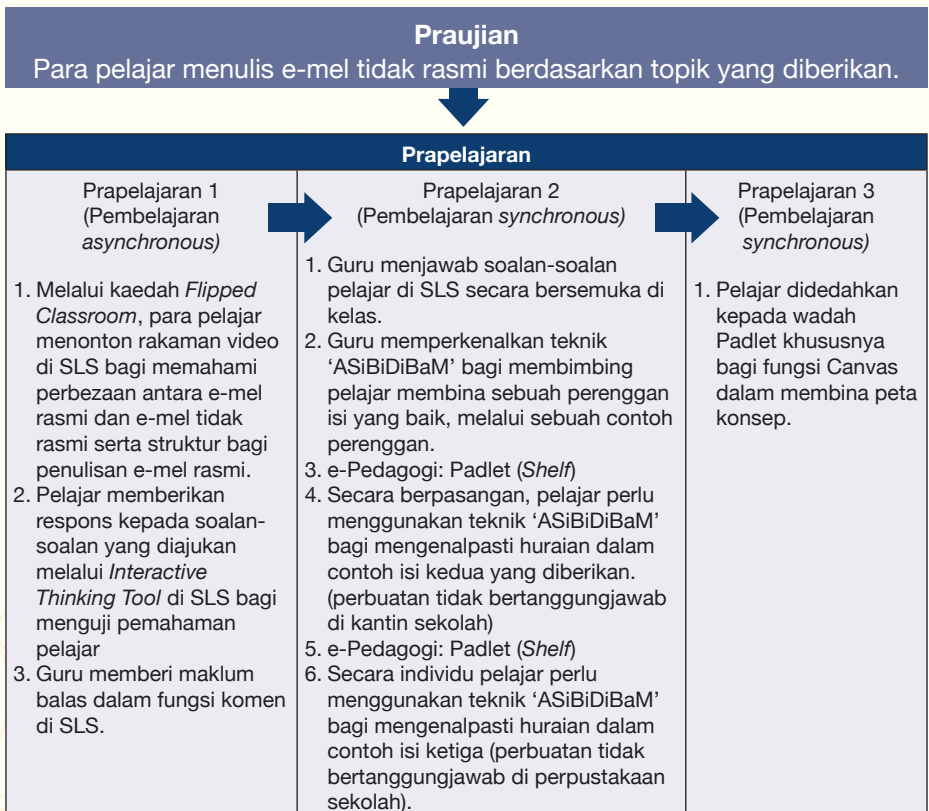 Praujian
Para pelajar menulis e-mel tidak rasmi berdasarkan topik yang diberikan.
Prapelajaran
Prapelajaran 1
(Pembelajaran
asynchronous)
1. Melalui kaedah Flipped
Classroom, para pelajar
menonton rakaman video
di SLS bagi memahami
perbezaan antara e-mel
rasmi dan e-mel tidak
rasmi serta struktur bagi
penulisan e-mel rasmi.
2. Pelajar memberikan
respons kepada soalan-
soalan yang diajukan
melalui Interactive
Thinking Tool di SLS bagi
menguji pemahaman
pelajar
3. Guru memberi maklum
balas dalam fungsi komen
di SLS.
Prapelajaran 2
(Pembelajaran synchronous)
1. Guru menjawab soalan-soalan
pelajar di SLS secara bersemuka di
kelas.
2. Guru memperkenalkan teknik
‘ASiBiDiBaM’ bagi membimbing
pelajar membina sebuah perenggan
isi yang baik, melalui sebuah contoh
perenggan.
3. e-Pedagogi: Padlet (Shelf)
4. Secara berpasangan, pelajar perlu
menggunakan teknik ‘ASiBiDiBaM’
bagi mengenalpasti huraian dalam
contoh isi kedua yang diberikan.
(perbuatan tidak bertanggungjawab
di kantin sekolah)
5. e-Pedagogi: Padlet (Shelf)
6. Secara individu pelajar perlu
menggunakan teknik ‘ASiBiDiBaM’
bagi mengenalpasti huraian dalam
contoh isi ketiga (perbuatan tidak
bertanggungjawab di perpustakaan
sekolah).
Prapelajaran 3
(Pembelajaran
synchronous)
1. Pelajar didedahkan
kepada wadah
Padlet khususnya
bagi fungsi Canvas
dalam membina peta
konsep.